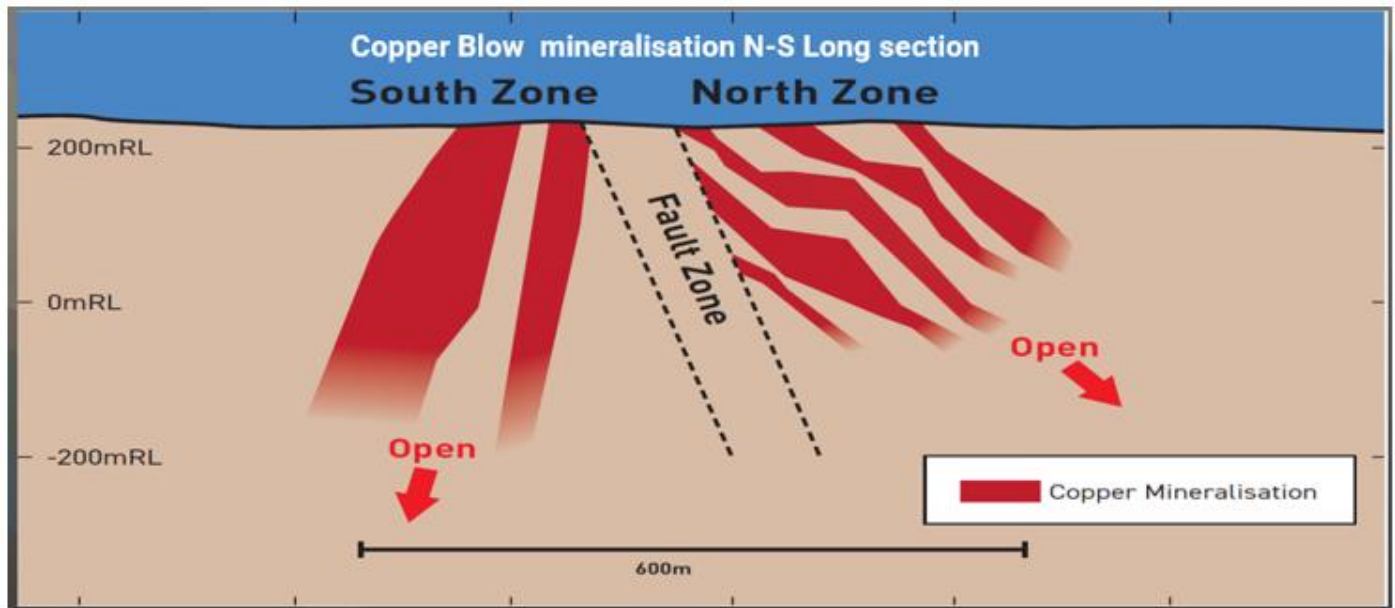 Copper Blow mineralisation N-S Long section
South Zone
North Zone
200mRL
Fault Zone
0mRL
Open
Open
-200mRL
Copper Mineralisation
600m